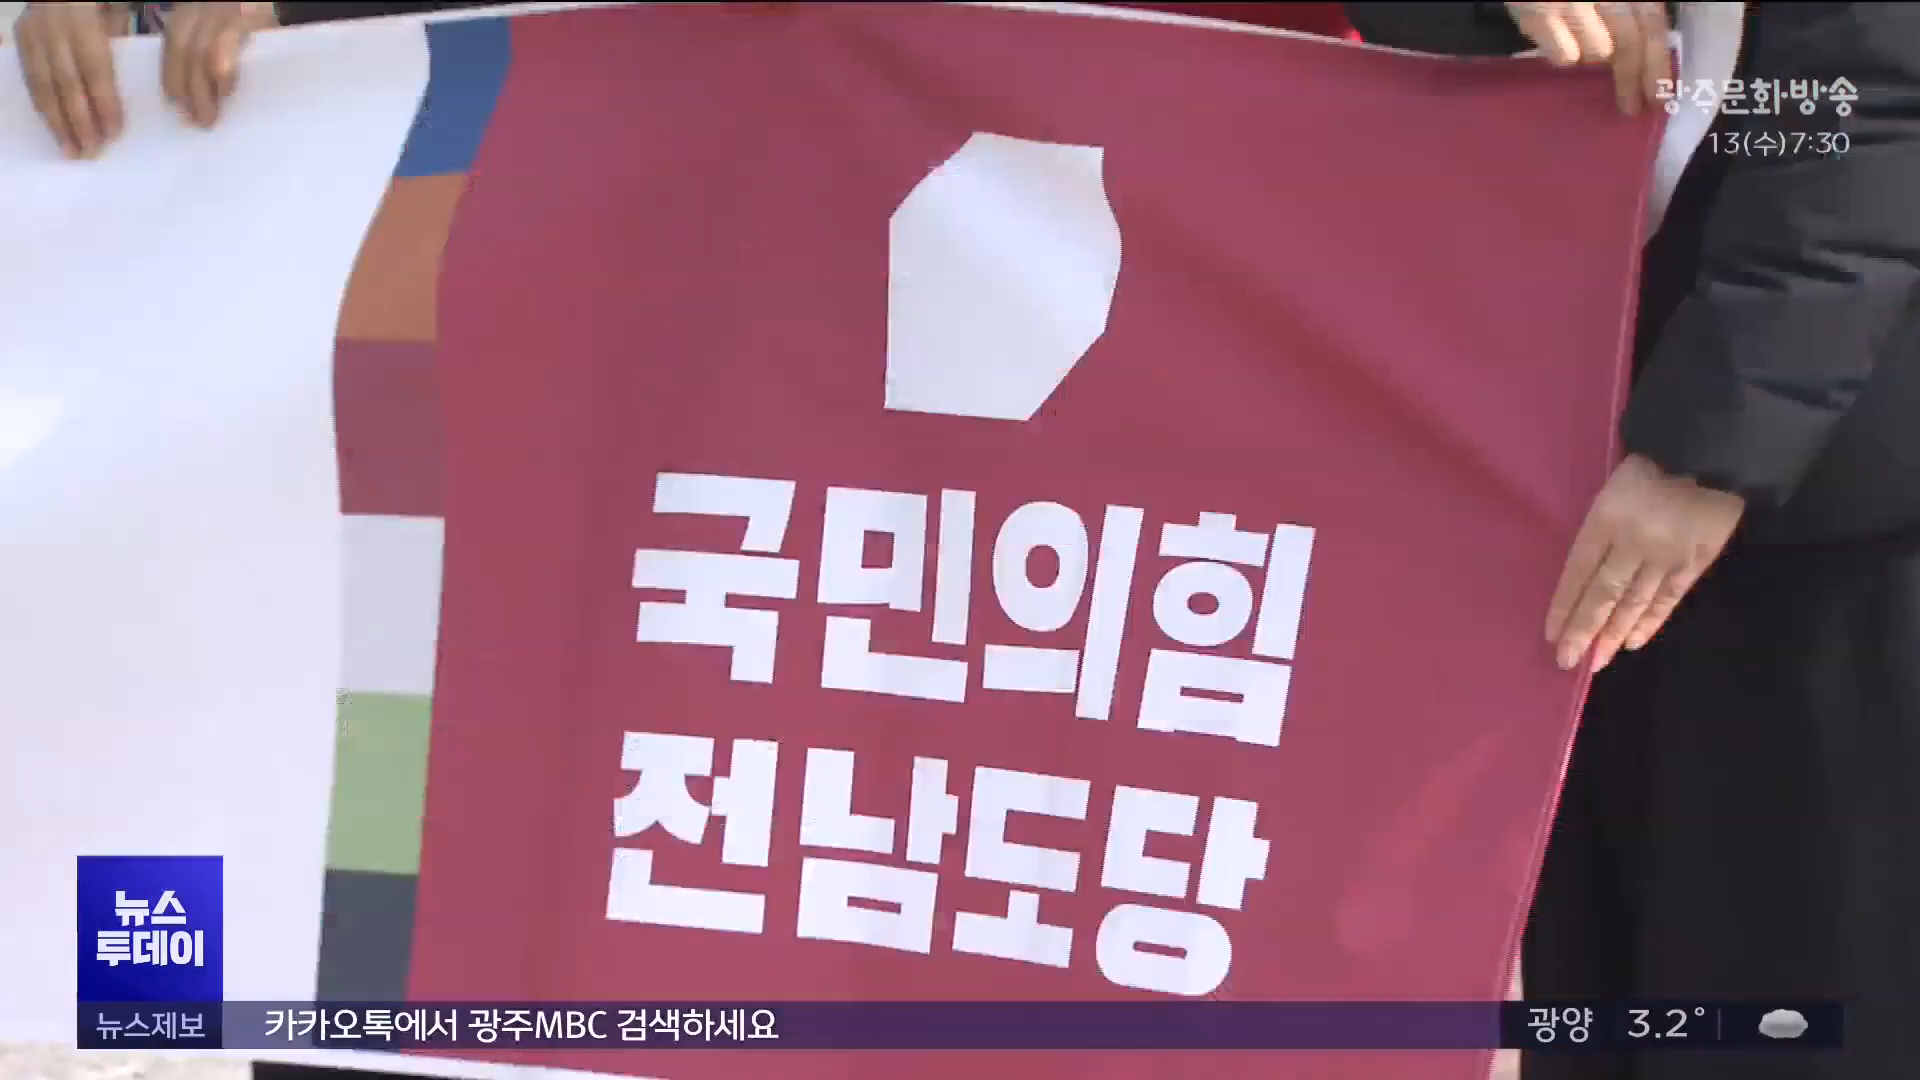 광주문화방송
13(수)7:30
국민의힘
전남도당
뉴스
투데이
뉴스제보
카카오톡에서 광주MBC 검색하세요
광양 3.2°